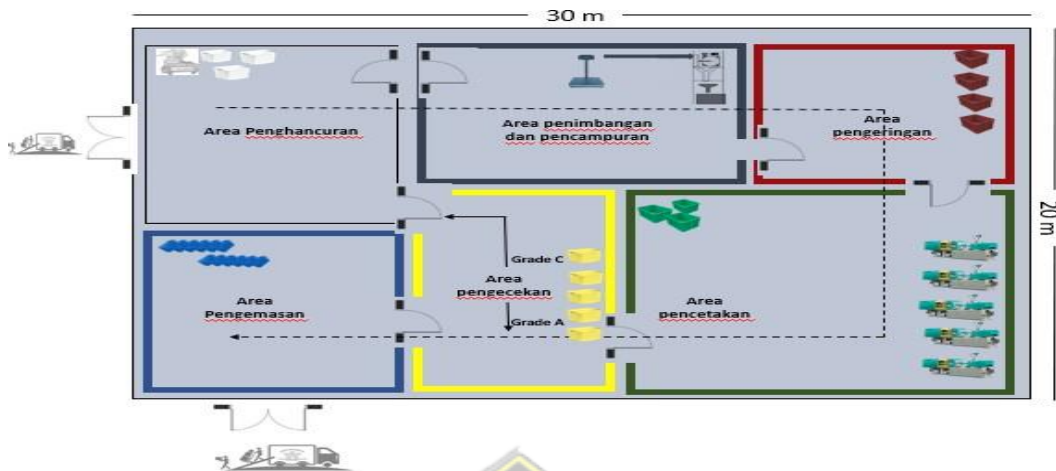 30 m
Area Penghancuran
Area penimbangan
dan pencampuran
Area
pengeringan
20 m
Grade C
Area
pengecekan
Grade A
Area
Pengemasan
Area
pencetakan